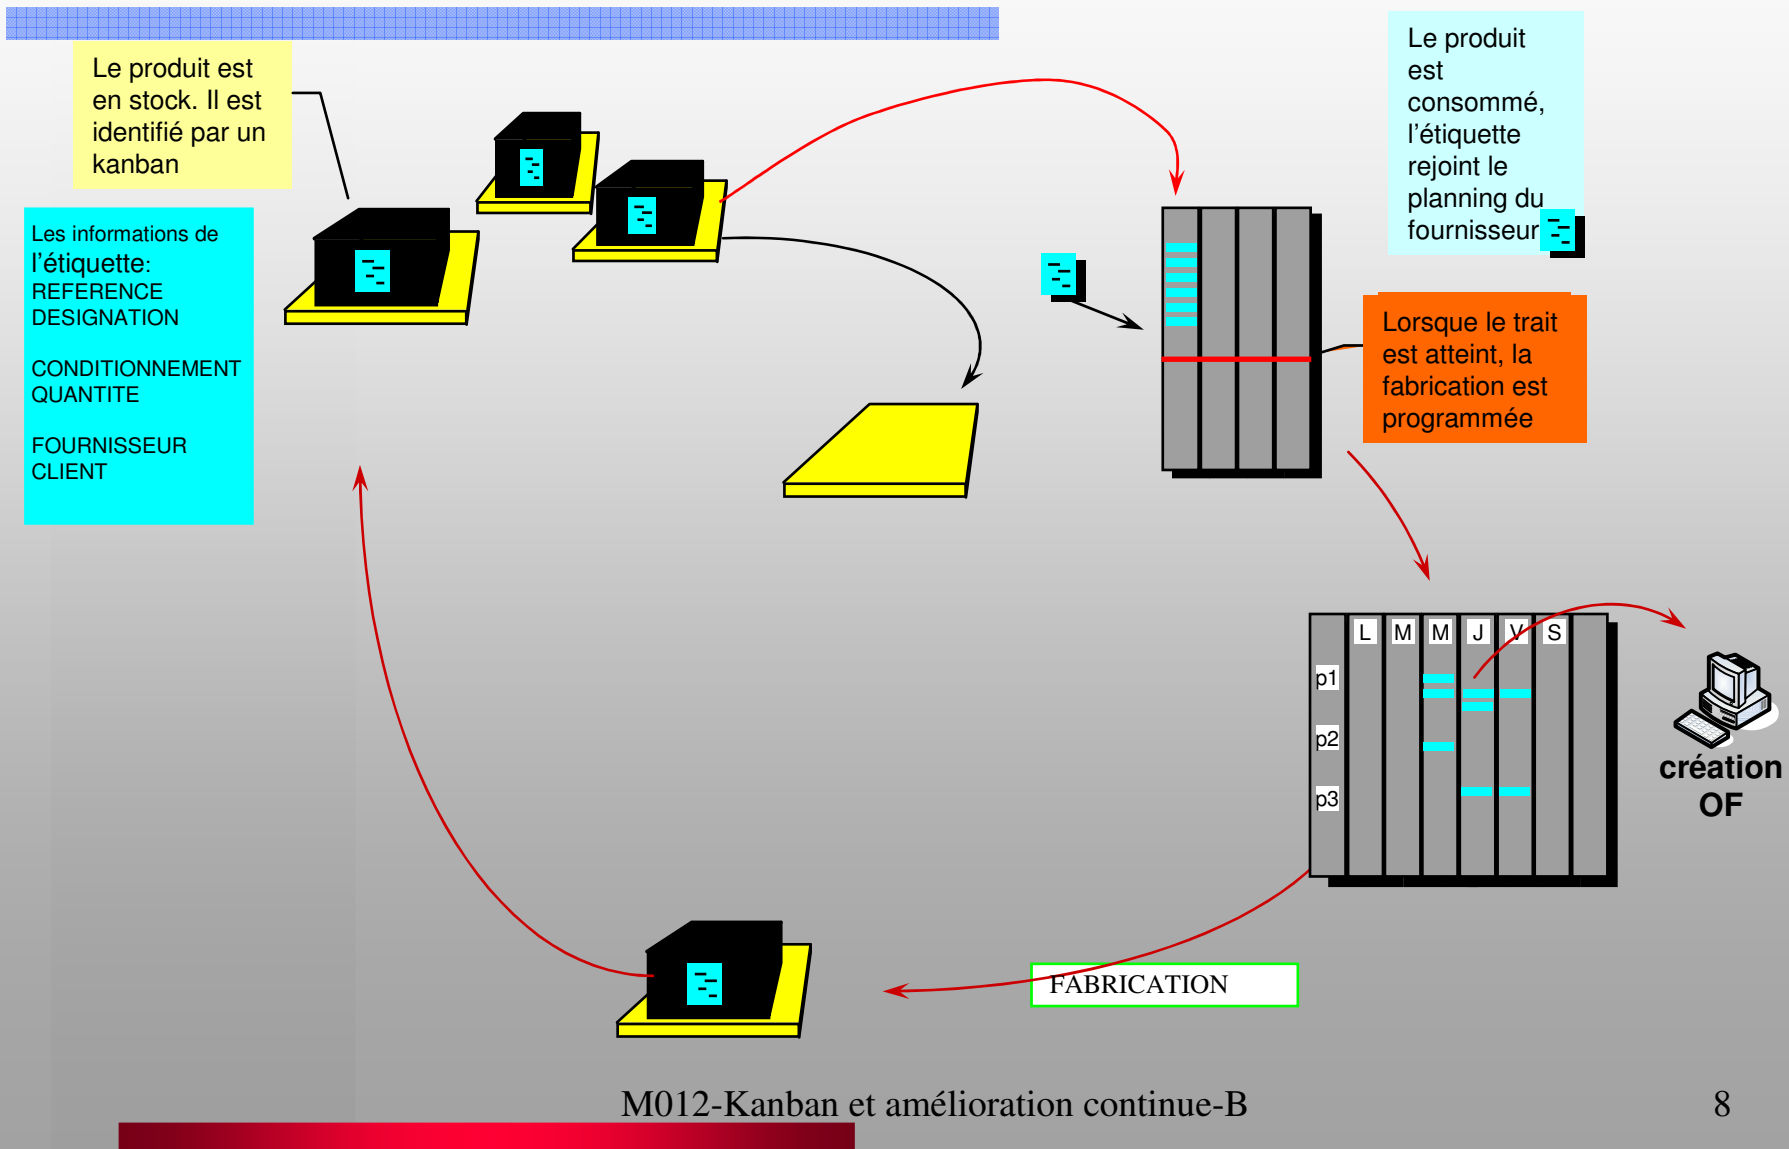 Le produit est
en stock. Il est
identifié par un
kanban
Les informations de
l'étiquette:
REFERENCE
DESIGNATION
CONDITIONNEMENT
QUANTITE
FOURNISSEUR
CLIENT
Le produit
est
consommé,
l'étiquette
rejoint le
planning du
fournisseur
Lorsque le trait
est atteint, la
fabrication est
programmée
L M M J V S
p1
p2
p3
création
OF
FABRICATION
M012-Kanban et amélioration continue-B
8